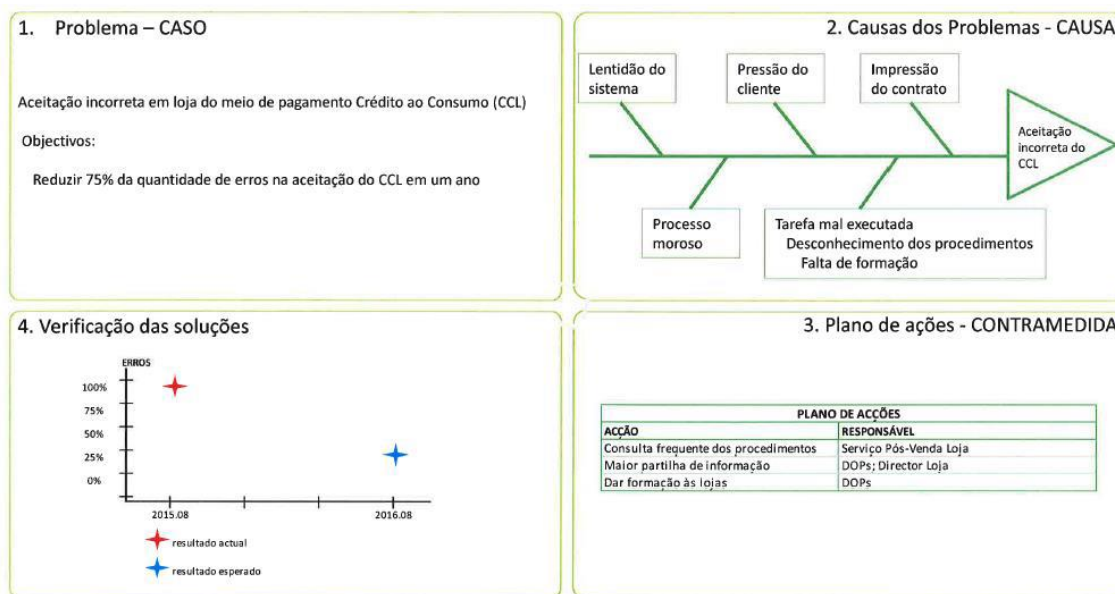 1. Problema – CASO
Aceitação incorreta em loja do meio de pagamento Crédito ao Consumo (CCL)
Objectivos:
Reduzir 75% da quantidade de erros na aceitação do CCL em um ano
2. Causas dos Problemas - CAUSA
Lentidão do
sistema
Pressão do
cliente
Impressão
do contrato
Aceitação
incorreta do
CCL
Processo
moroso
Tarefa mal executada
Desconhecimento dos procedimentos
Falta de formação
4. Verificação das soluções
ERROS
100%
75%
50%
25%
0%
2015.08
2016.08
resultado actual
resultado esperado
3. Plano de ações - CONTRAMEDIDA
PLANO DE ACÇÕES
ACÇÃO RESPONSÁVEL
Consulta frequente dos procedimentos Serviço Pós-Venda Loja
Maior partilha de informação DOPs; Director Loja
Dar formação às lojas DOPs